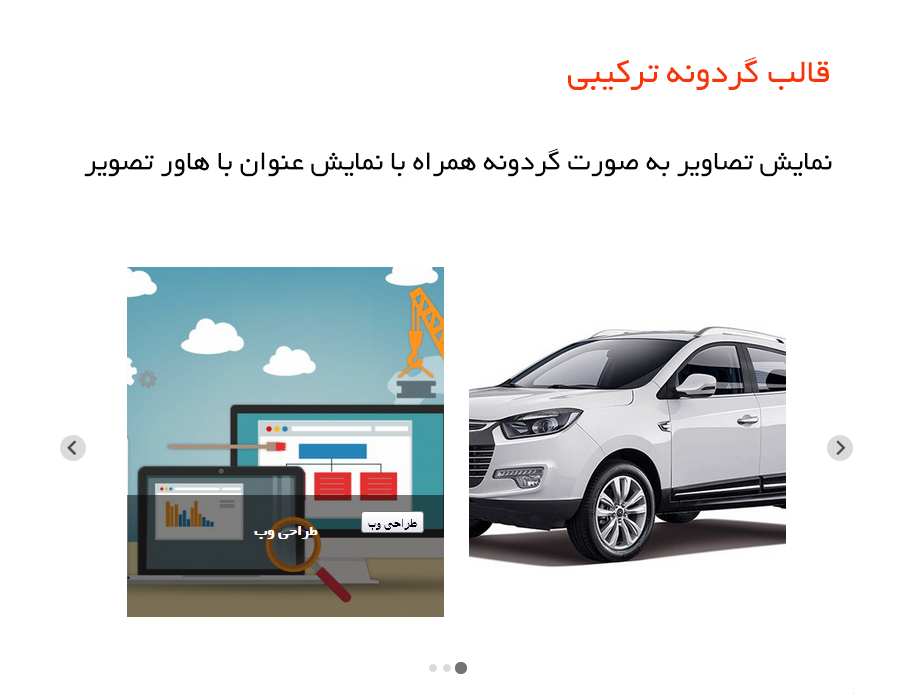 قالب گردونه ترکیبی
نمایش تصاویر به صورت گردونه همراه با نمایش عنوان با هاور تصویر
طراحی وب
طراحی وب